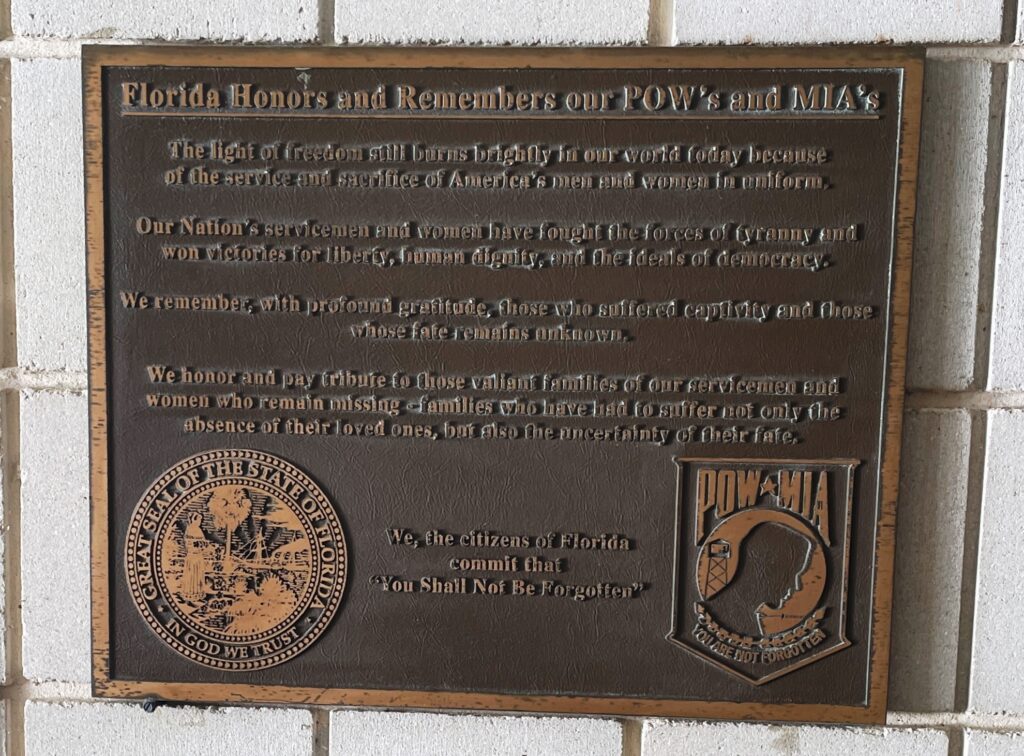 Florida Honors and Remembers our POW's and MIA's
The light of freedom still burns brightly in our world today because
of the service and sacrifice of America's men and women in uniform.
Our Nation's servicemen and women have fought the forces of tyranny and
won victories for liberty, human dignity, and the ideals of democracy.
We remember, with profound gratitude, those who suffered captivity and those
whose fate remains unknown.
We honor and pay tribute to those valiant families of our servicemen and
women who remain missing -families who have had to suffer not only the
absence of their loved ones, but also the uncertainty of their fate.
GREAT SEAL OF THE STATE OF FLORIDA
IN GOD WE TRUST
We, the citizens of Florida
commit that
"You Shall Not Be Forgotten"
POW★MIA
YOU ARE NOT FORGOTTEN